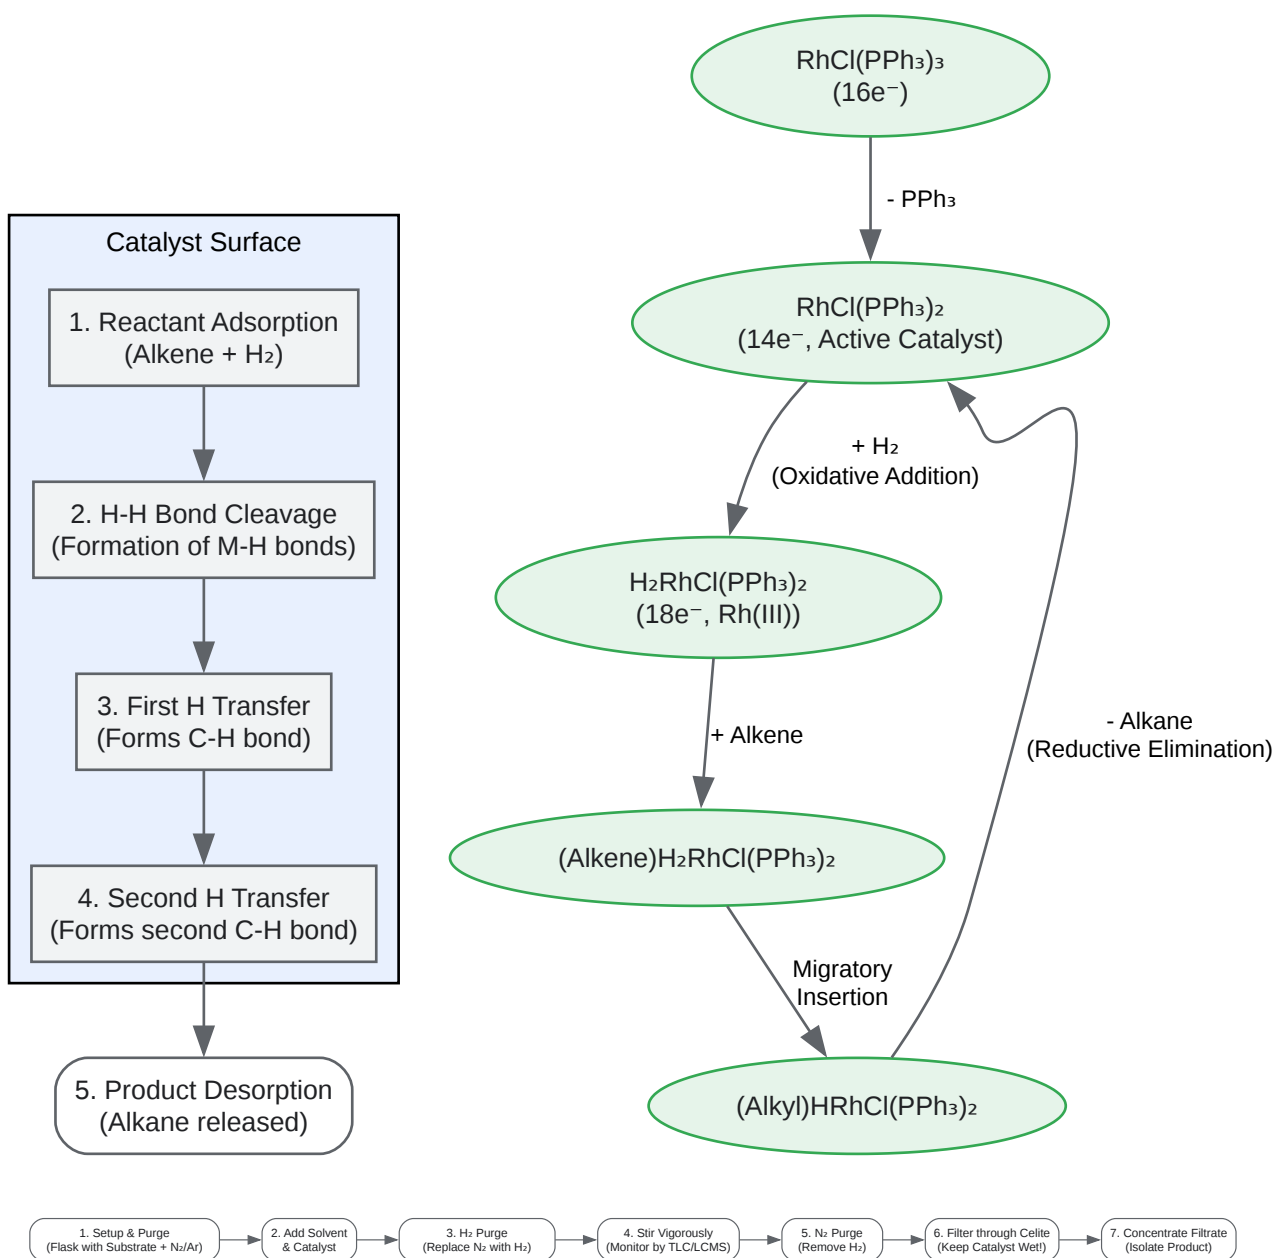 Catalyst Surface
1. Reactant Adsorption
(Alkene + H₂)
2. H-H Bond Cleavage
(Formation of M-H bonds)
3. First H Transfer
(Forms C-H bond)
4. Second H Transfer
(Forms second C-H bond)
5. Product Desorption
(Alkane released)
RhCl(PPh₃)₃
(16e⁻)
- PPh₃
RhCl(PPh₃)₂
(14e⁻, Active Catalyst)
+ H₂
(Oxidative Addition)
H₂RhCl(PPh₃)₂
(18e⁻, Rh(III))
+ Alkene
(Alkene)H₂RhCl(PPh₃)₂
Migratory
Insertion
(Alkyl)HRhCl(PPh₃)₂
- Alkane
(Reductive Elimination)
1. Setup & Purge
(Flask with Substrate + N₂/Ar)
2. Add Solvent
& Catalyst
3. H₂ Purge
(Replace N₂ with H₂)
4. Stir Vigorously
(Monitor by TLC/LCMS)
5. N₂ Purge
(Remove H₂)
6. Filter through Celite
(Keep Catalyst Wet!)
7. Concentrate Filtrate
(Isolate Product)